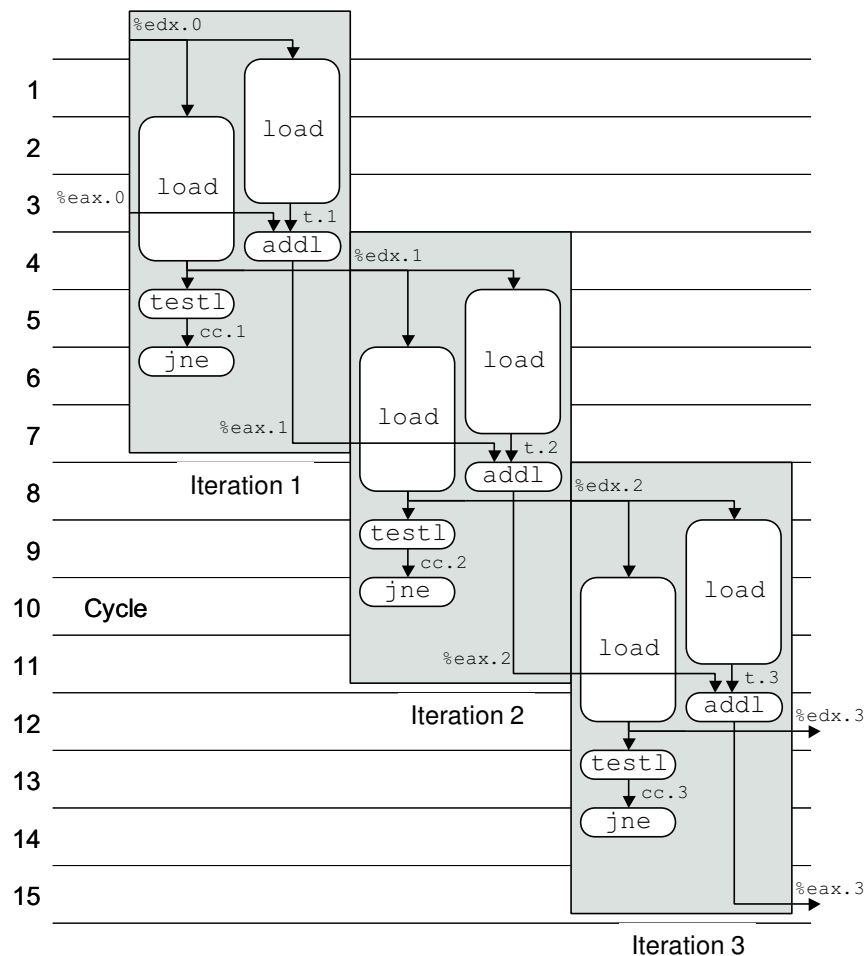 %edx.0
1
load
2
load
3
%eax.0
t.1
addl
4
%edx.1
testl
5
cc.1
load
jne
6
load
7
%eax.1
t.2
Iteration 1
addl
8
%edx.2
testl
9
cc.2
load
jne
10 Cycle
load
11
%eax.2
t.3
Iteration 2
addl
12
%edx.3
testl
13
cc.3
jne
14
15
%eax.3
Iteration 3